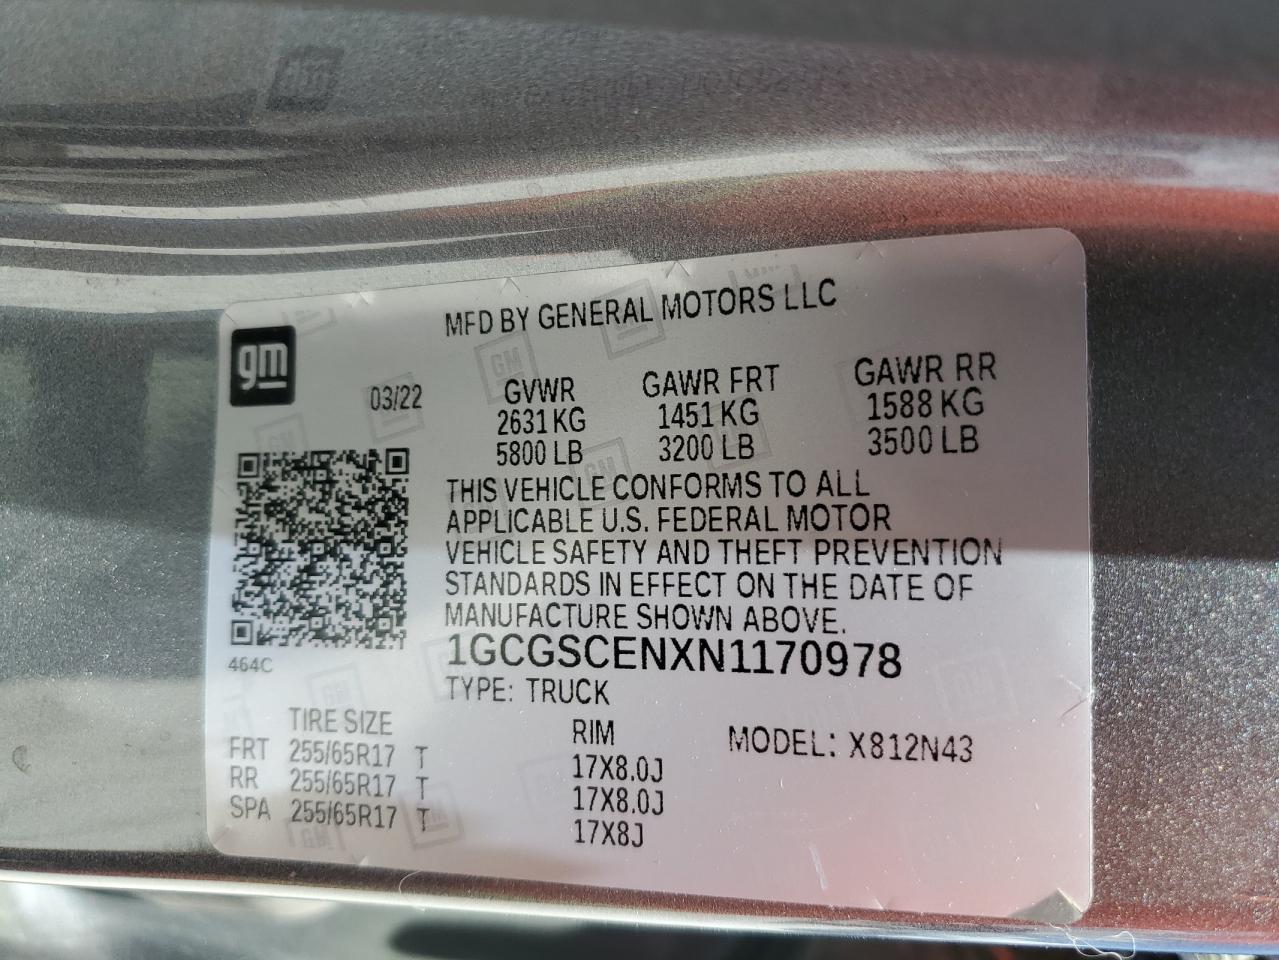 MFD BY GENERAL MOTORS LLC
gm
03/22
GVWR GAWR FRT GAWR RR
2631 KG 1451 KG 1588 KG
5800 LB 3200 LB 3500 LB
THIS VEHICLE CONFORMS TO ALL
APPLICABLE U.S. FEDERAL MOTOR
VEHICLE SAFETY AND THEFT PREVENTION
STANDARDS IN EFFECT ON THE DATE OF
MANUFACTURE SHOWN ABOVE.
1GCGSCENXN1170978
464C
TYPE: TRUCK
TIRE SIZE RIM MODEL: X812N43
FRT 255/65R17 T 17X8.0J
RR 255/65R17 T 17X8.0J
SPA 255/65R17 T 17X8J